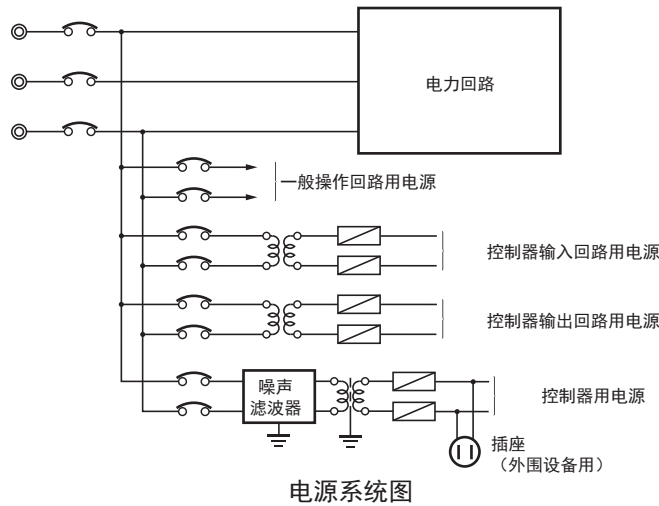 电力回路
一般操作回路用电源
控制器输入回路用电源
控制器输出回路用电源
噪声
滤波器
控制器用电源
插座
（外围设备用）
电源系统图